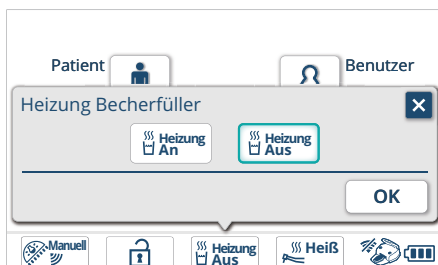 Patient
Benutzer
Heizung Becherfüller
Heizung
An
Heizung
Aus
OK
Manuell
Heizung
Aus
Heiß